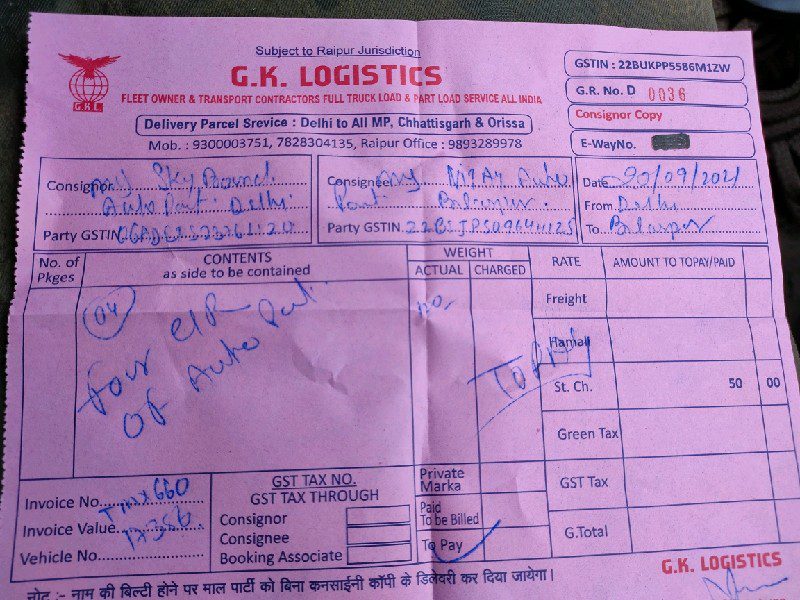 Subject to Raipur Jurisdiction
G.K. LOGISTICS
G.K.L.
FLEET OWNER & TRANSPORT CONTRACTORS FULL TRUCK LOAD & PART LOAD SERVICE ALL INDIA
Delivery Parcel Srevice : Delhi to All MP, Chhattisgarh & Orissa
Mob. : 9300003751, 7828304135, Raipur Office : 9893289978
GSTIN : 22BUKPP5586M1ZW
G.R. No. D 0036
Consignor Copy
E-WayNo.
Consignor M/s Sky Bound
Auto Part. Delhi.
Party GSTIN.
Consignee M/s Auto
Part Bilaspur.
Party GSTIN.
Date 20/09/2021
From Delhi
To Bilaspur
No. of Pkges
CONTENTS
as side to be contained
WEIGHT
ACTUAL CHARGED
RATE
AMOUNT TO TOPAY/PAID
04
Four
OF Auto Part.
TOPAY
Freight
Hamali
St. Ch. 50 00
Green Tax
GST Tax
G.Total
Invoice No.
Invoice Value. 17356
Vehicle No.
GST TAX NO.
GST TAX THROUGH
Consignor
Consignee
Booking Associate
Private Marka
Paid
To be Billed
To Pay
G.K. LOGISTICS
नोट :- नाम की बिल्टी होने पर माल पार्टी को बिना कनसाईनी कॉपी के डिलेवरी कर दिया जायेगा।